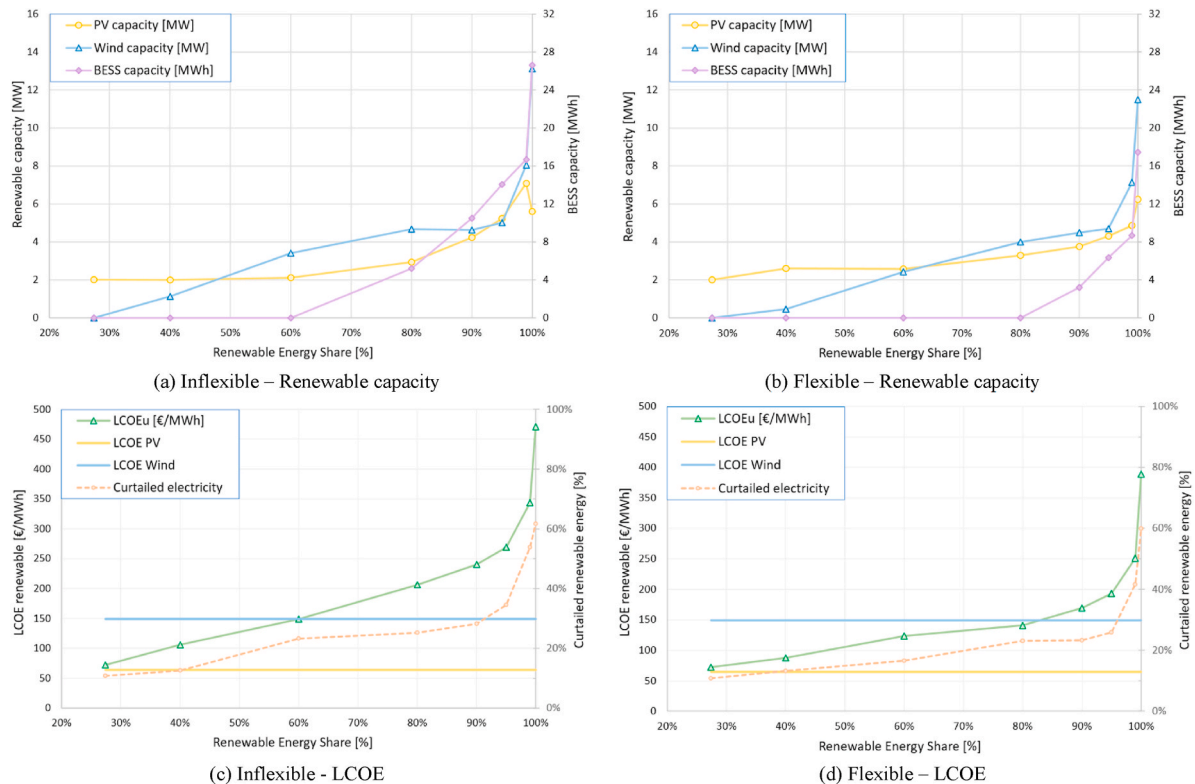 PV capacity [MW]
Wind capacity [MW]
BESS capacity [MWh]
Renewable capacity [MW]
16
14
12
10
8
6
4
2
0
32
28
24
20
16
12
8
4
0
BESS capacity [MWh]
20% 30% 40% 50% 60% 70% 80% 90% 100%
Renewable Energy Share [%]
(a) Inflexible – Renewable capacity
PV capacity [MW]
Wind capacity [MW]
BESS capacity [MWh]
Renewable capacity [MW]
16
14
12
10
8
6
4
2
0
32
28
24
20
16
12
8
4
0
BESS capacity [MWh]
20% 30% 40% 50% 60% 70% 80% 90% 100%
Renewable Energy Share [%]
(b) Flexible – Renewable capacity
LCOEu [€/MWh]
LCOE PV
LCOE Wind
Curtailed electricity
LCOE renewable [€/MWh]
500
450
400
350
300
250
200
150
100
50
0
100%
80%
60%
40%
20%
0%
Curtailed renewable energy [%]
20% 30% 40% 50% 60% 70% 80% 90% 100%
Renewable Energy Share [%]
(c) Inflexible - LCOE
LCOEu [€/MWh]
LCOE PV
LCOE Wind
Curtailed electricity
LCOE renewable [€/MWh]
500
450
400
350
300
250
200
150
100
50
0
100%
80%
60%
40%
20%
0%
Curtailed renewable energy [%]
20% 30% 40% 50% 60% 70% 80% 90% 100%
Renewable Energy Share [%]
(d) Flexible – LCOE